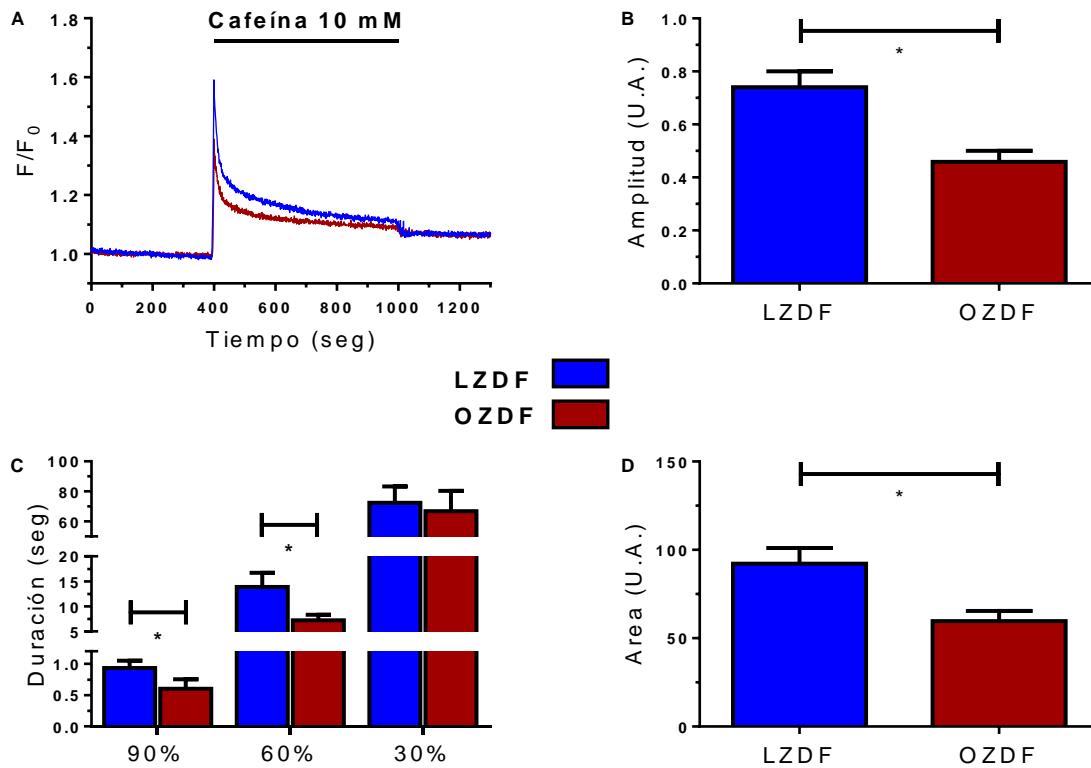 A
Cafeína 10 mM
1.8
1.6
1.4
1.2
1.0
F/F0
0
200
400
600
800
1000
1200
Tiempo (seg)
B
1.0
0.8
0.6
0.4
0.2
0.0
Amplitud (U.A.)
*
LZDF
OZDF
LZDF
OZDF
C
100
80
60
20
15
10
5
1.0
0.5
0.0
Duración (seg)
*
*
90%
60%
30%
D
150
100
50
0
Area (U.A.)
*
LZDF
OZDF